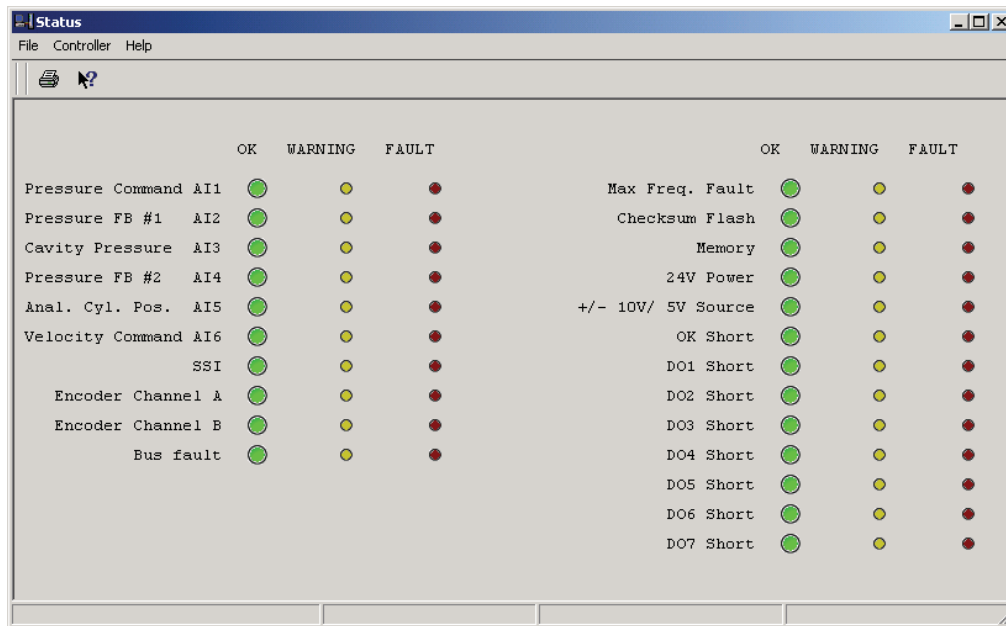 Status
File Controller Help
OK WARNING FAULT
Pressure Command AI1
Pressure FB #1 AI2
Cavity Pressure AI3
Pressure FB #2 AI4
Anal. Cyl. Pos. AI5
Velocity Command AI6
SSI
Encoder Channel A
Encoder Channel B
Bus fault
OK WARNING FAULT
Max Freq. Fault
Checksum Flash
Memory
24V Power
+/- 10V/ 5V Source
OK Short
DO1 Short
DO2 Short
DO3 Short
DO4 Short
DO5 Short
DO6 Short
DO7 Short